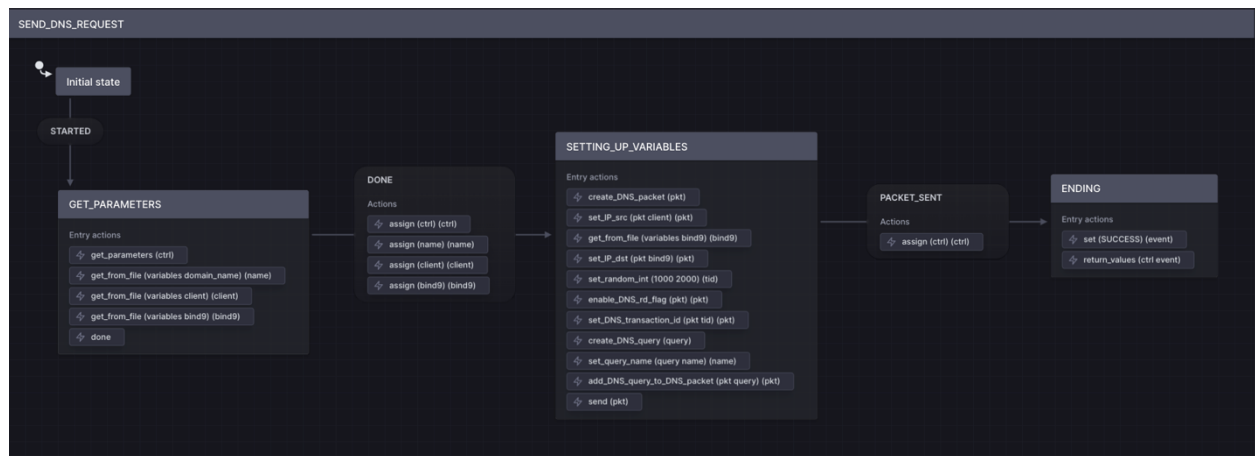 SEND_DNS_REQUEST
Initial state
STARTED
GET_PARAMETERS
Entry actions
get_parameters (ctrl)
get_from_file (variables domain_name) (name)
get_from_file (variables client) (client)
get_from_file (variables bind9) (bind9)
done
DONE
Actions
assign (ctrl) (ctrl)
assign (name) (name)
assign (client) (client)
assign (bind9) (bind9)
SETTING_UP_VARIABLES
Entry actions
create_DNS_packet (pkt)
set_IP_src (pkt client) (pkt)
get_from_file (variables bind9) (bind9)
set_IP_dst (pkt bind9) (pkt)
set_random_int (1000 2000) (tid)
enable_DNS_rd_flag (pkt) (pkt)
set_DNS_transaction_id (pkt tid) (pkt)
create_DNS_query (query)
set_query_name (query name) (name)
add_DNS_query_to_DNS_packet (pkt query) (pkt)
send (pkt)
PACKET_SENT
Actions
assign (ctrl) (ctrl)
ENDING
Entry actions
set (SUCCESS) (event)
return_values (ctrl event)